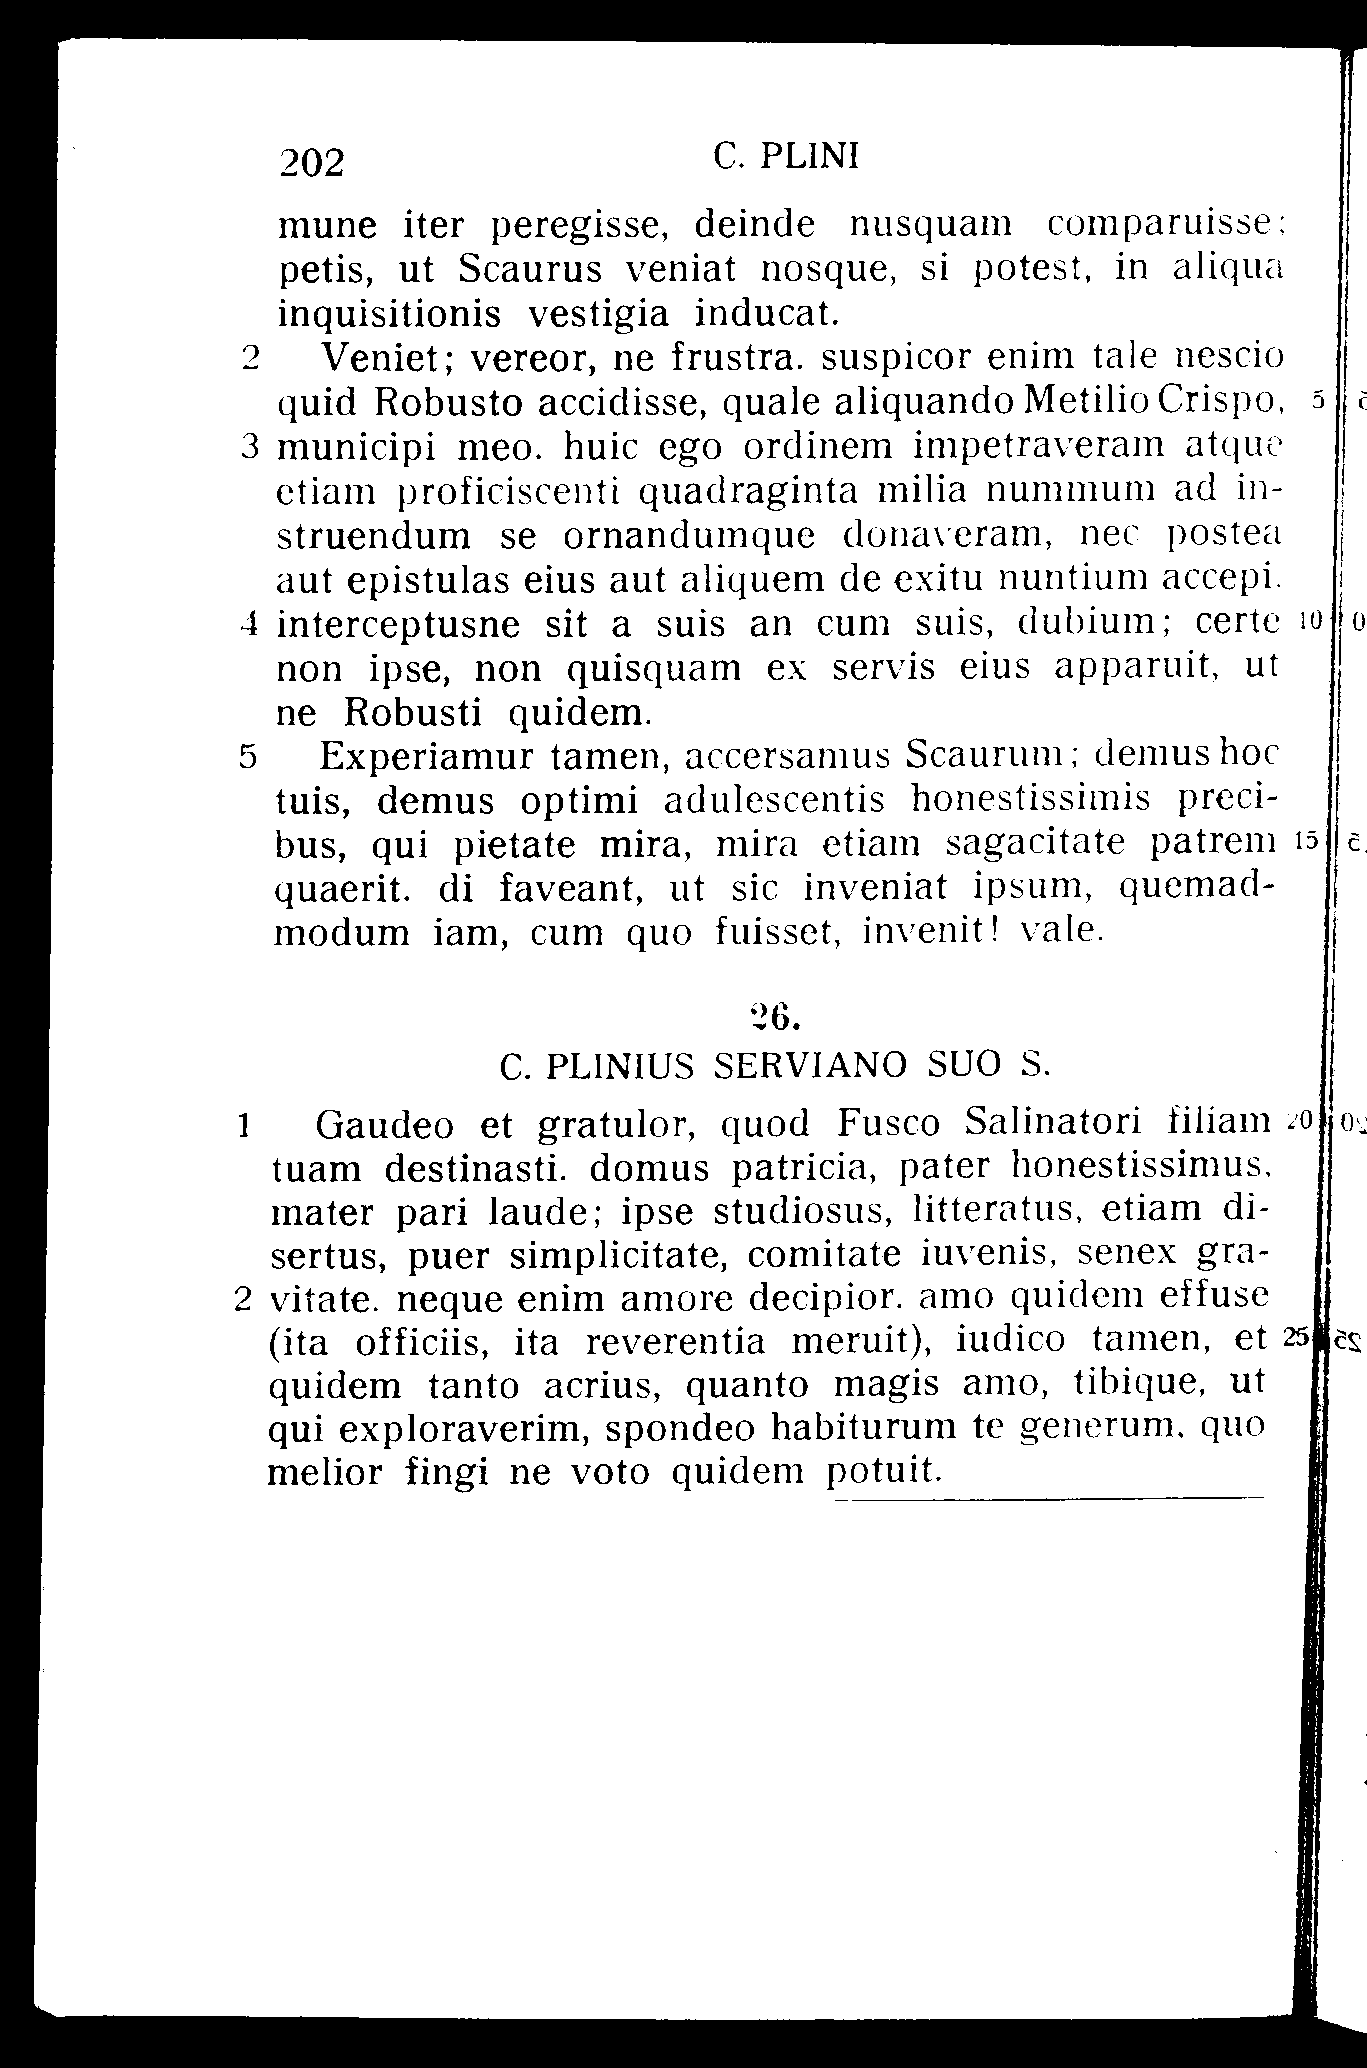 202 C. PLINI
mune iter peregisse, deinde nusquam comparuisse;
petis, ut Scaurus veniat nosque, si potest, in aliqua
inquisitionis vestigia inducat.
2 Veniet; vereor, ne frustra. suspicor enim tale nescio
quid Robusto accidisse, quale aliquando Metilio Crispo, 5
3 municipi meo. huic ego ordinem impetraveram atque
etiam proficiscenti quadraginta milia nummum ad in-
struendum se ornandumque donaveram, nec postea
aut epistulas eius aut aliquem de exitu nuntium accepi.
4 interceptusne sit a suis an cum suis, dubium; certe 10
non ipse, non quisquam ex servis eius apparuit, ut
ne Robusti quidem.
5 Experiamur tamen, accersamus Scaurum; demus hoc
tuis, demus optimi adulescentis honestissimis preci-
bus, qui pietate mira, mira etiam sagacitate patrem 15
quaerit. di faveant, ut sic inveniat ipsum, quemad-
modum iam, cum quo fuisset, invenit! vale.
26.
C. PLINIUS SERVIANO SUO S.
1 Gaudeo et gratulor, quod Fusco Salinatori filiam 20
tuam destinasti. domus patricia, pater honestissimus,
mater pari laude; ipse studiosus, litteratus, etiam di-
sertus, puer simplicitate, comitate iuvenis, senex gra-
2 vitate. neque enim amore decipior. amo quidem effuse
(ita officiis, ita reverentia meruit), iudico tamen, et 25
quidem tanto acrius, quanto magis amo, tibique, ut
qui exploraverim, spondeo habiturum te generum, quo
melior fingi ne voto quidem potuit.